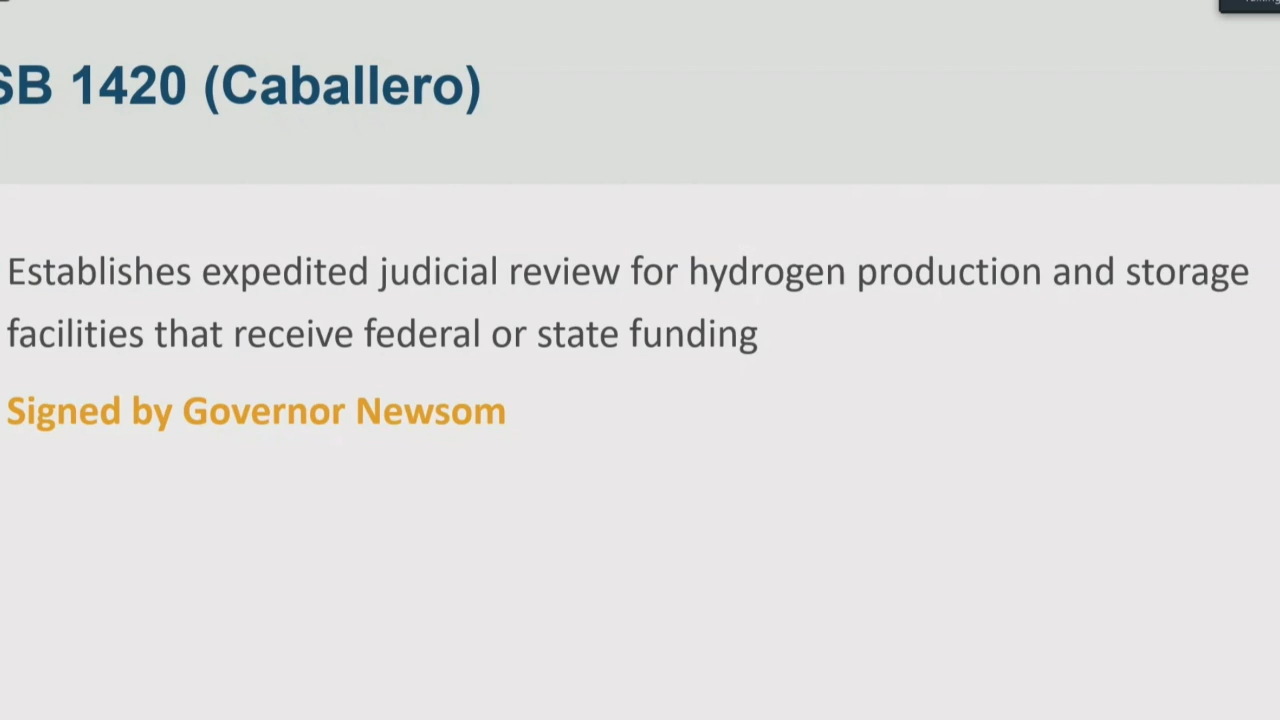 SB 1420 (Caballero)
Establishes expedited judicial review for hydrogen production and storage
facilities that receive federal or state funding
Signed by Governor Newsom